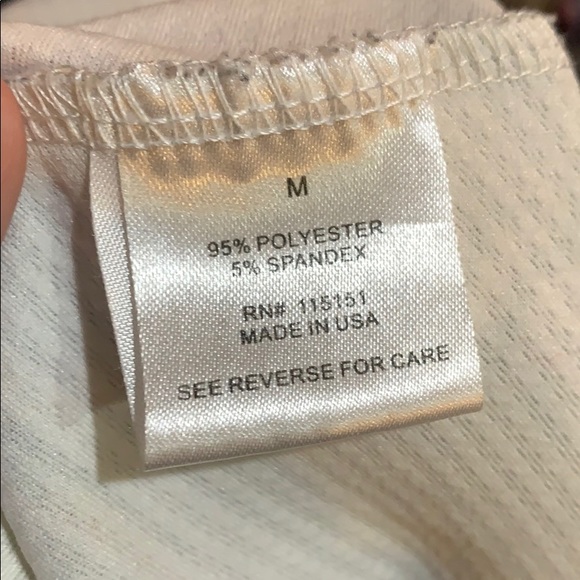 M
95% POLYESTER
5% SPANDEX
RN# 115151
MADE IN USA
SEE REVERSE FOR CARE